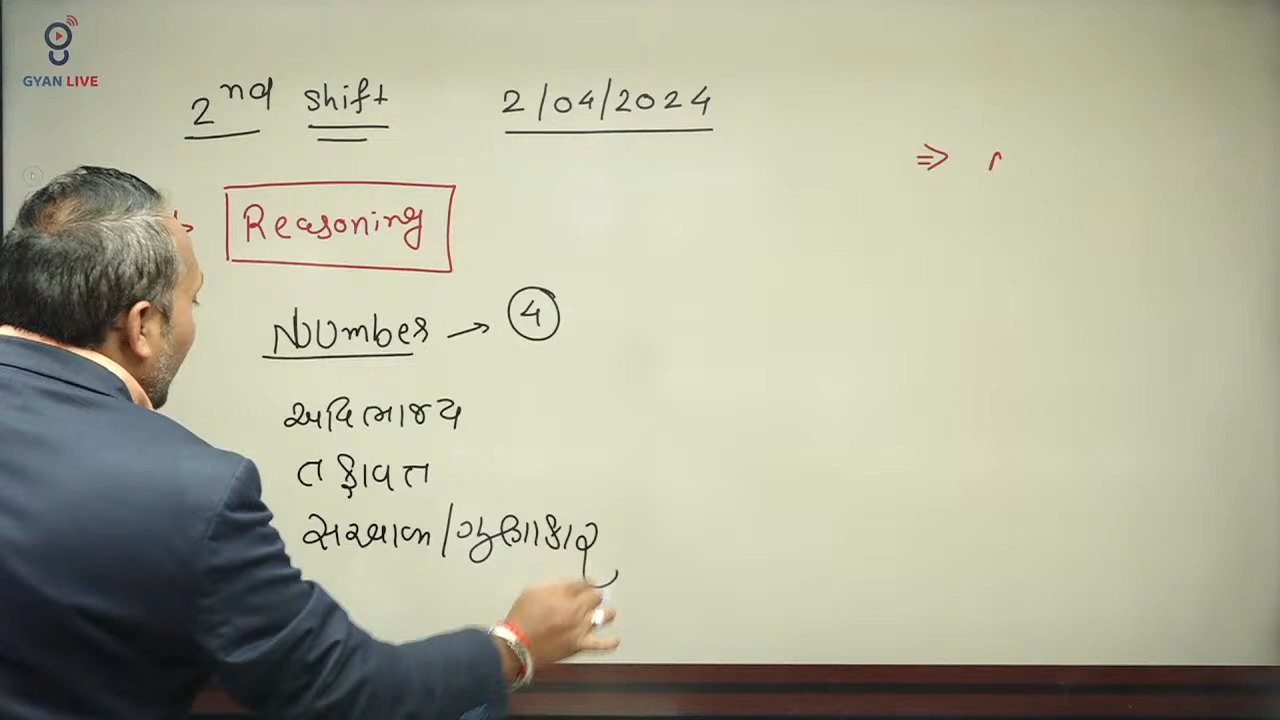 GYAN LIVE
2nd shift 2/04/2024
⇒
Reasoning
Number → 4
અવિભાજ્ય
તફાવત
સરવાળા/ગુણાકાર